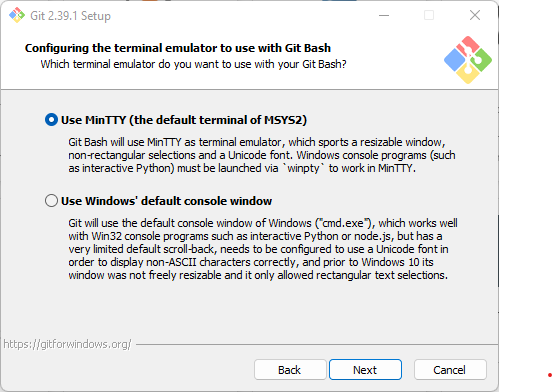 Git 2.39.1 Setup
Configuring the terminal emulator to use with Git Bash
Which terminal emulator do you want to use with your Git Bash?
Use MinTTY (the default terminal of MSYS2)
Git Bash will use MinTTY as terminal emulator, which sports a resizable window,
non-rectangular selections and a Unicode font. Windows console programs (such
as interactive Python) must be launched via `winpty` to work in MinTTY.
Use Windows' default console window
Git will use the default console window of Windows ("cmd.exe"), which works well
with Win32 console programs such as interactive Python or node.js, but has a
very limited default scroll-back, needs to be configured to use a Unicode font in
order to display non-ASCII characters correctly, and prior to Windows 10 its
window was not freely resizable and it only allowed rectangular text selections.
https://gitforwindows.org/
Back Next Cancel